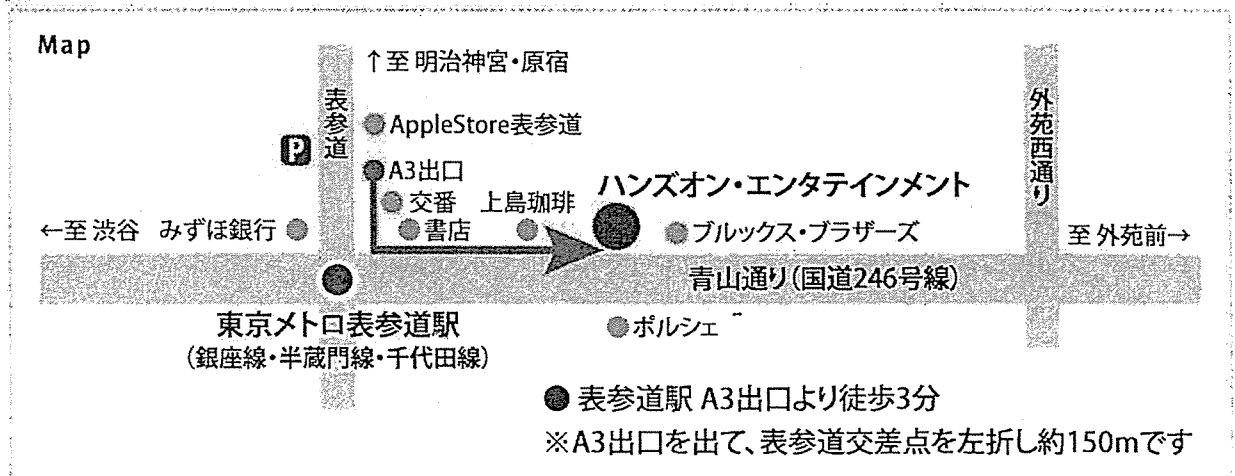 Map
↑至 明治神宮・原宿
表参道
外苑西通り
AppleStore表参道
P
A3出口
ハンズオン・エンタテインメント
交番 上島珈琲
←至 渋谷 みずほ銀行 書店 ブルックス・ブラザーズ 至 外苑前→
青山通り(国道246号線)
東京メトロ表参道駅
(銀座線・半蔵門線・千代田線)
ポルシェ
● 表参道駅 A3出口より徒歩3分
※A3出口を出て、表参道交差点を左折し約150mです